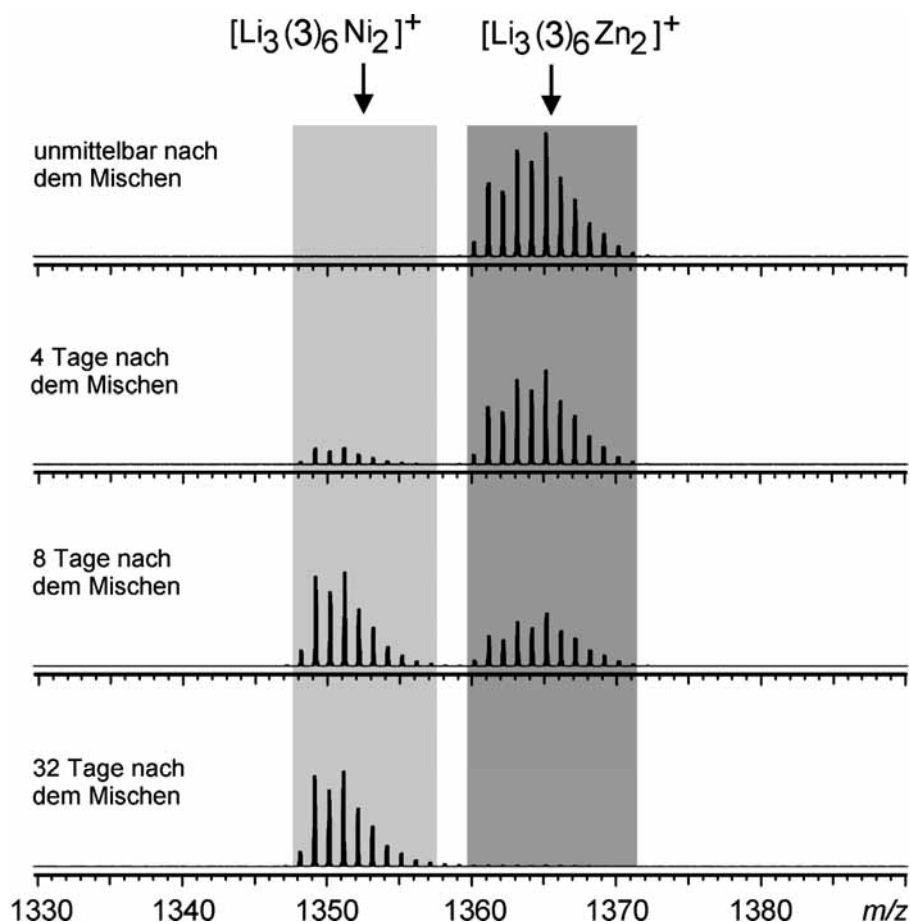 [Li3(3)6Ni2]+ [Li3(3)6Zn2]+
unmittelbar nach
dem Mischen
4 Tage nach
dem Mischen
8 Tage nach
dem Mischen
32 Tage nach
dem Mischen
1330 1340 1350 1360 1370 1380 m/z